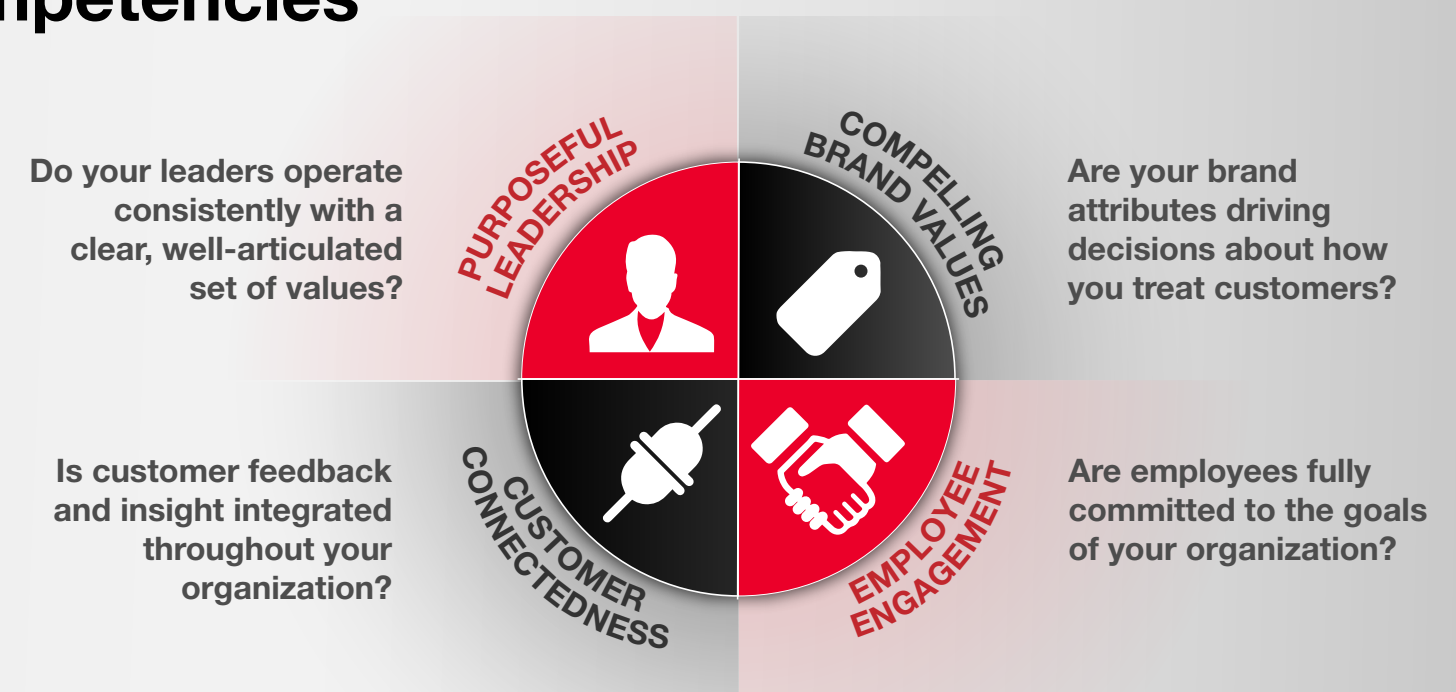 mpetencies
PURPOSEFUL
LEADERSHIP
Do your leaders operate
consistently with a
clear, well-articulated
set of values?
COMPELLING
BRAND VALUES
Are your brand
attributes driving
decisions about how
you treat customers?
CUSTOMER
CONNECTEDNESS
Is customer feedback
and insight integrated
throughout your
organization?
EMPLOYEE
ENGAGEMENT
Are employees fully
committed to the goals
of your organization?